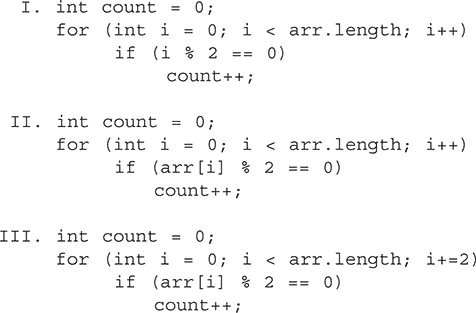 I. int count = 0;
for (int i = 0; i < arr.length; i++)
if (i % 2 == 0)
count++;
II. int count = 0;
for (int i = 0; i < arr.length; i++)
if (arr[i] % 2 == 0)
count++;
III. int count = 0;
for (int i = 0; i < arr.length; i+=2)
if (arr[i] % 2 == 0)
count++;